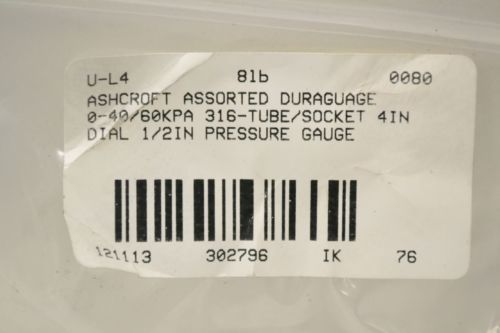 U-L4 8lb 0080
ASHCROFT ASSORTED DURAGUAGE
0-40/60KPA 316-TUBE/SOCKET 4IN
DIAL 1/2IN PRESSURE GAUGE
121113 302796 IK 76